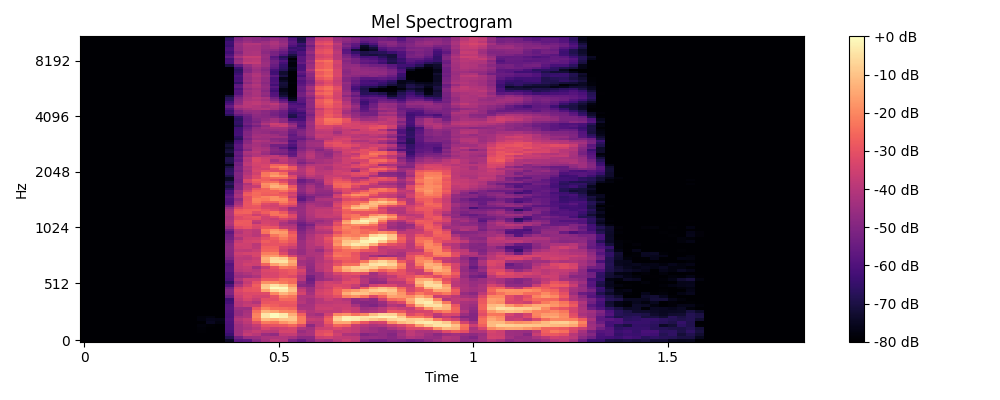 Mel Spectrogram
Hz
8192
4096
2048
1024
512
0
0 0.5 1 1.5
Time
+0 dB
-10 dB
-20 dB
-30 dB
-40 dB
-50 dB
-60 dB
-70 dB
-80 dB